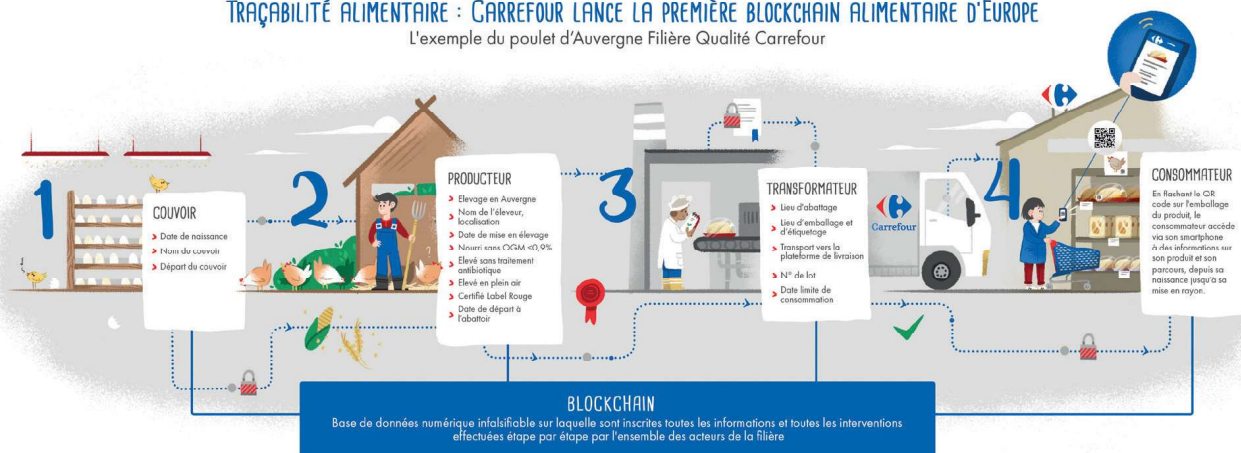 TRAÇABILITÉ ALIMENTAIRE : CARREFOUR LANCE LA PREMIÈRE BLOCKCHAIN ALIMENTAIRE D'EUROPE
L'exemple du poulet d'Auvergne Filière Qualité Carrefour
1
COUVOIR
Date de naissance
Nom du couvoir
Départ du couvoir
2
PRODUCTEUR
Elevage en Auvergne
Nom de l'éleveur,
localisation
Date de mise en élevage
Nourri sans OGM <0,9%
Élevé sans traitement
antibiotique
Elevé en plein air
Certifié Label Rouge
Date de départ à
l'abattoir
3
TRANSFORMATEUR
Lieu d'abattage
Lieu d'emballage et
d'étiquetage
Transport vers la
plateforme de livraison
N° de lot
Date limite de
consommation
Carrefour
4
CONSOMMATEUR
En flashant le QR
code sur l'emballage
du produit, le
consommateur accède
via son smartphone
à des informations sur
son produit et son
parcours, depuis sa
naissance jusqu'à sa
mise en rayon.
BLOCKCHAIN
Base de données numérique infalsifiable sur laquelle sont inscrites toutes les informations et toutes les interventions
effectuées étape par étape par l'ensemble des acteurs de la filière